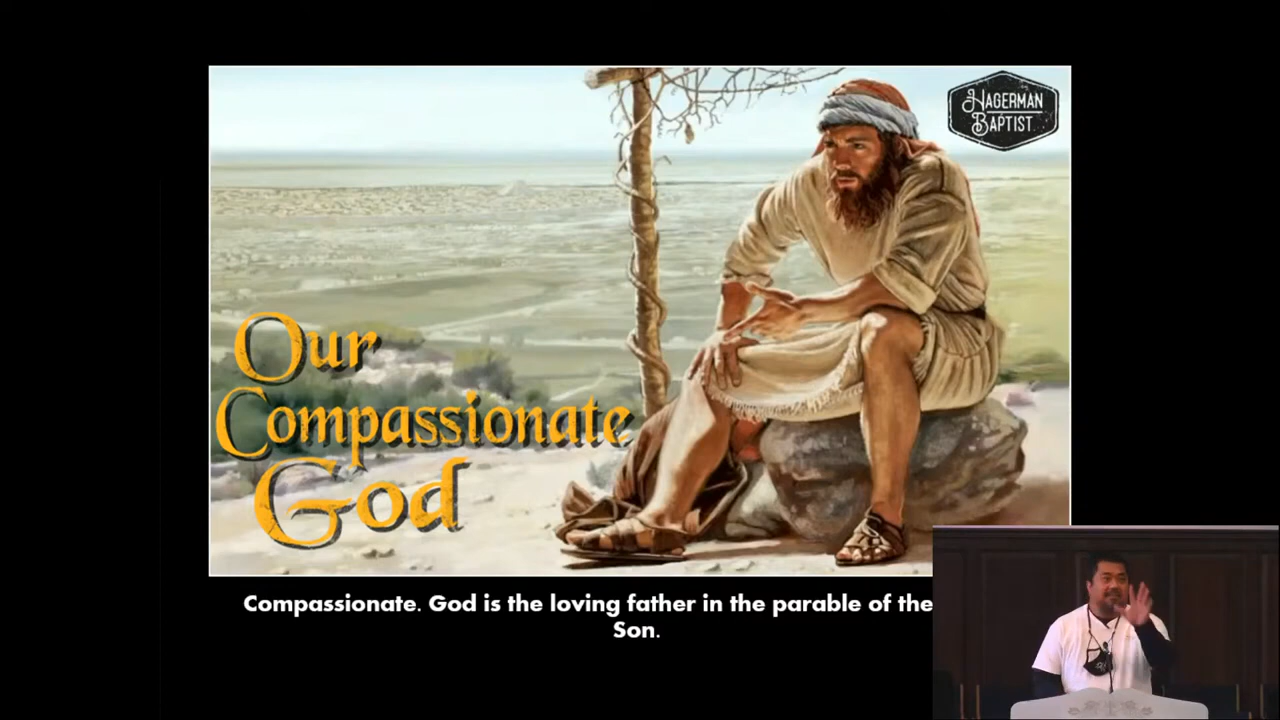 HAGERMAN
BAPTIST
Our
Compassionate
God
Compassionate. God is the loving father in the parable of the
Son.